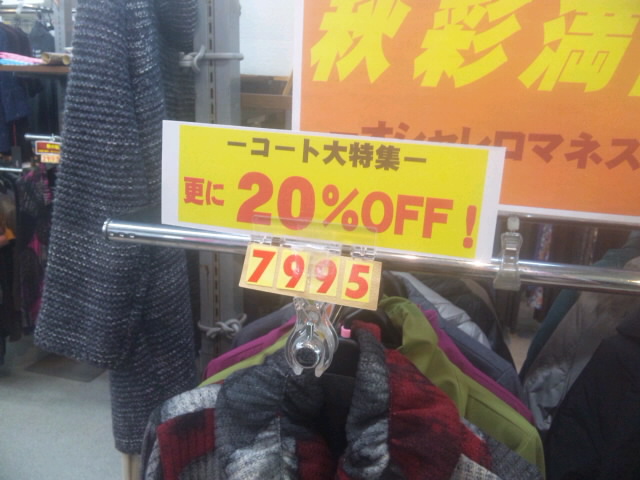 秋彩満
ーオシャレロマネス
ーコート大特集ー
更に 20%OFF!
7995